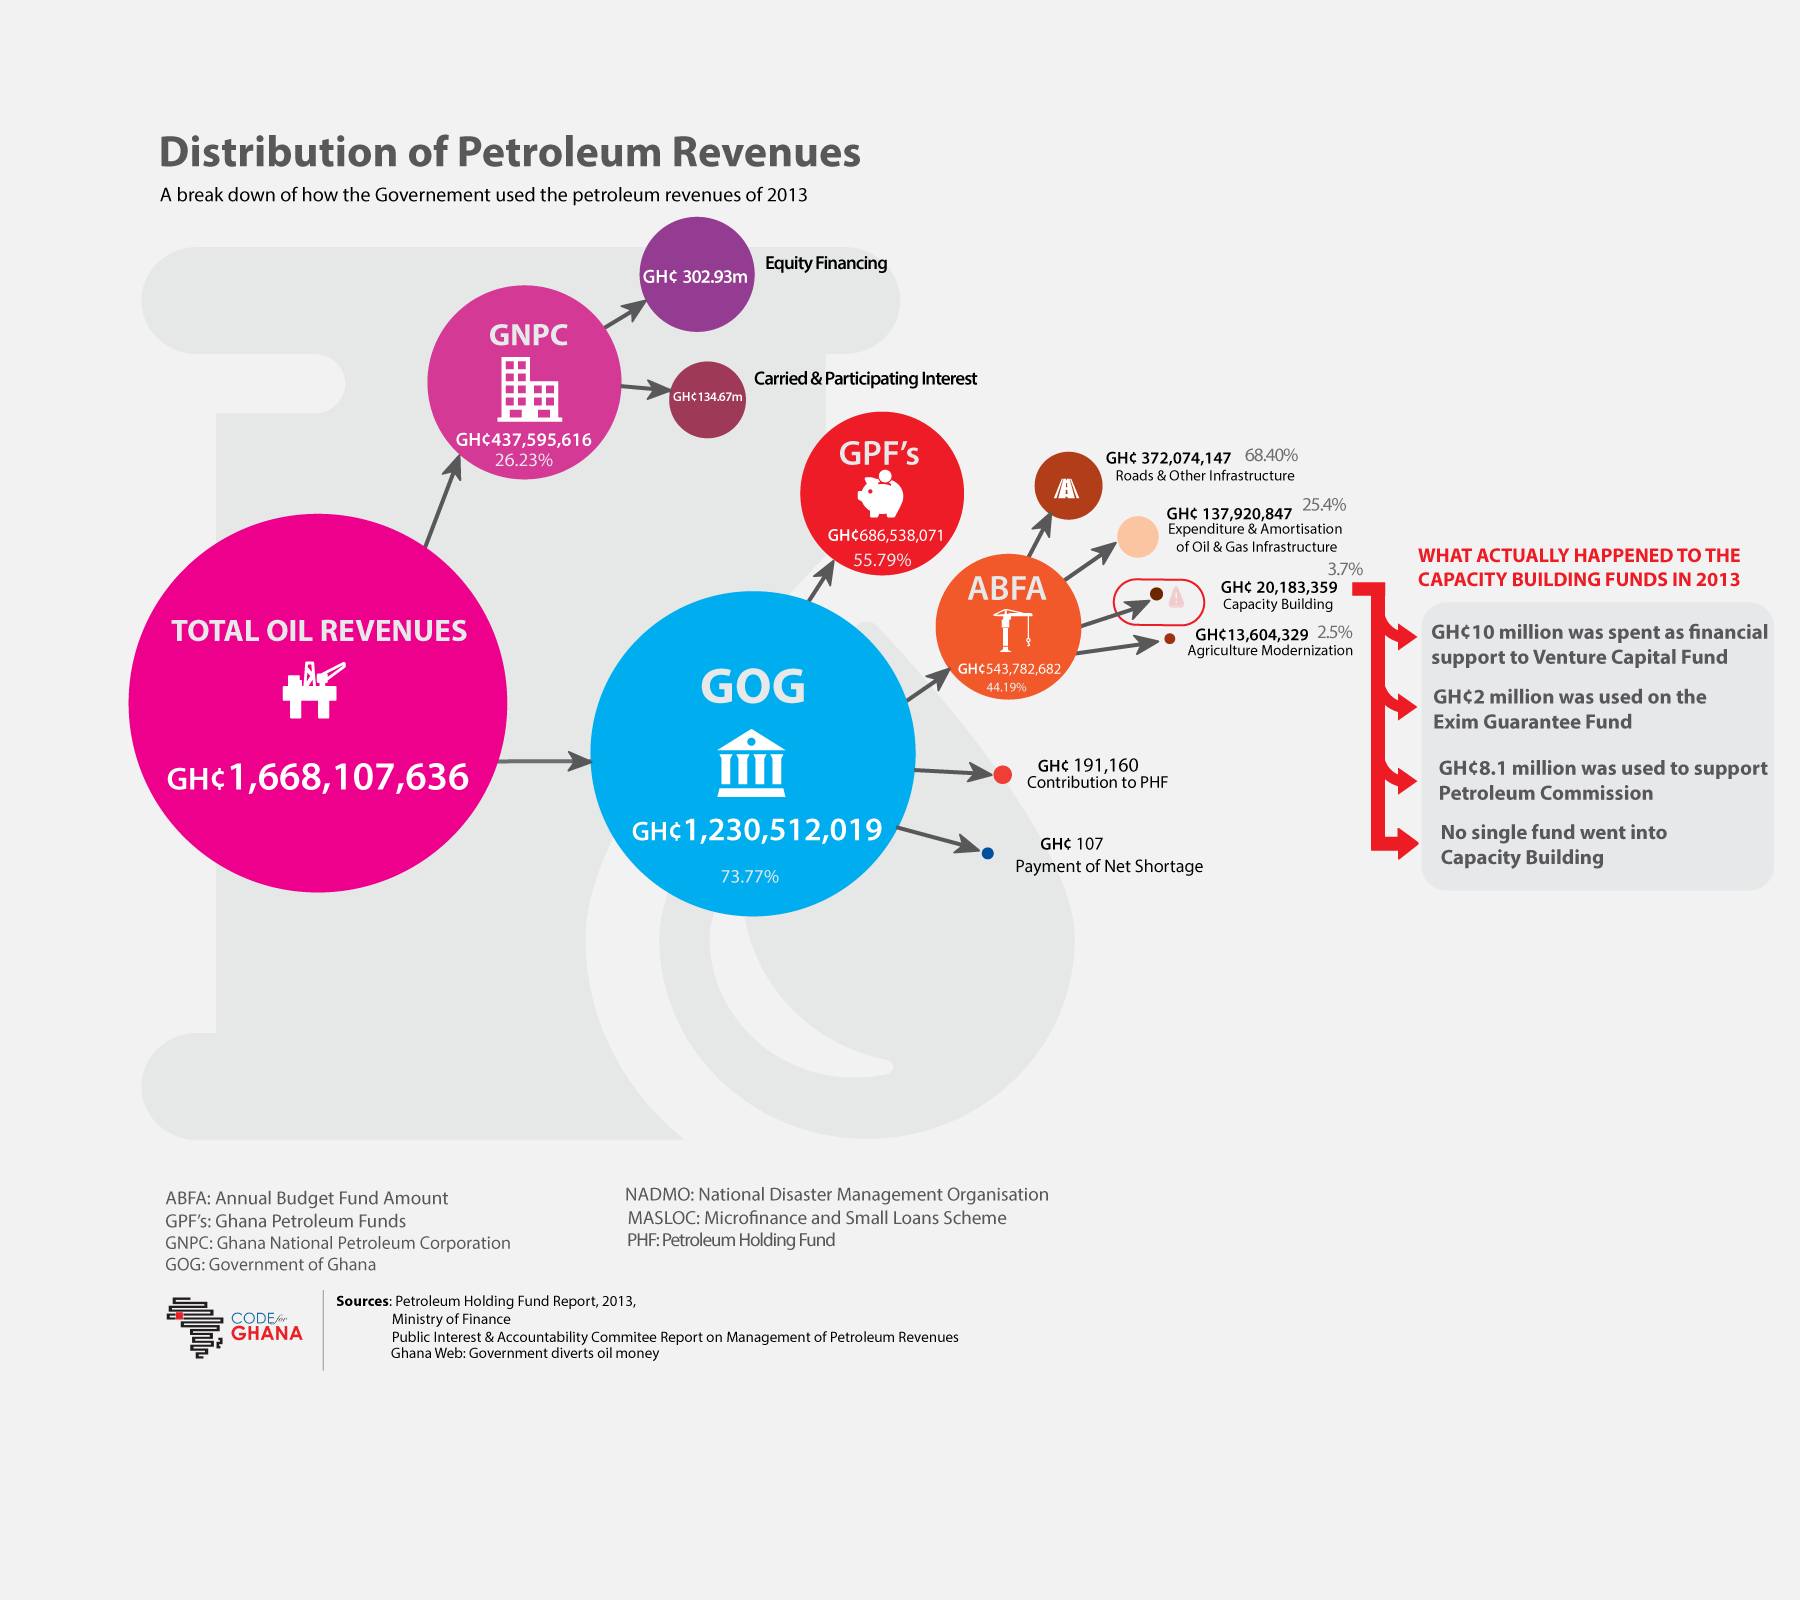 Distribution of Petroleum Revenues
A break down of how the Governement used the petroleum revenues of 2013
GH¢ 302.93m
Equity Financing
GNPC
GH¢437,595,616
26.23%
GH¢134.67m
Carried & Participating Interest
GPF's
GH¢686,538,071
55.79%
GH¢ 372,074,147 68.40%
Roads & Other Infrastructure
GH¢ 137,920,847 25.4%
Expenditure & Amortisation
of Oil & Gas Infrastructure
3.7%
GH¢ 20,183,359
Capacity Building
GH¢13,604,329 2.5%
Agriculture Modernization
ABFA
GH¢543,782,682
44.19%
TOTAL OIL REVENUES
GH¢1,668,107,636
GOG
GH¢1,230,512,019
73.77%
GH¢ 191,160
Contribution to PHF
GH¢ 107
Payment of Net Shortage
WHAT ACTUALLY HAPPENED TO THE
CAPACITY BUILDING FUNDS IN 2013
GH¢10 million was spent as financial
support to Venture Capital Fund
GH¢2 million was used on the
Exim Guarantee Fund
GH¢8.1 million was used to support
Petroleum Commission
No single fund went into
Capacity Building
ABFA: Annual Budget Fund Amount
GPF's: Ghana Petroleum Funds
GNPC: Ghana National Petroleum Corporation
GOG: Government of Ghana
NADMO: National Disaster Management Organisation
MASLOC: Microfinance and Small Loans Scheme
PHF: Petroleum Holding Fund
CODE for
GHANA
Sources: Petroleum Holding Fund Report, 2013,
Ministry of Finance
Public Interest & Accountability Commitee Report on Management of Petroleum Revenues
Ghana Web: Government diverts oil money